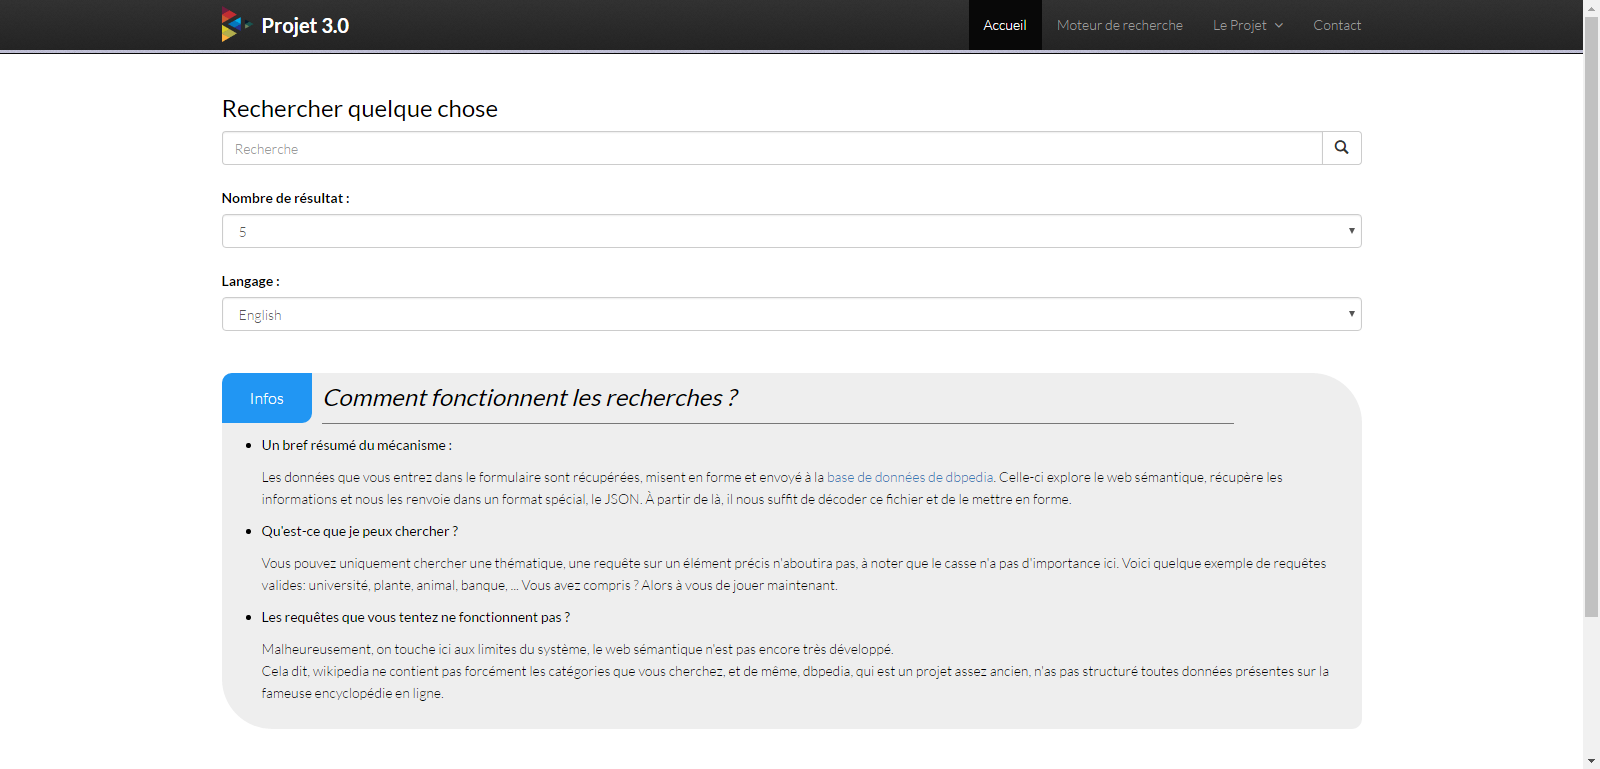 Projet 3.0
Accueil
Moteur de recherche
Le Projet
Contact
Rechercher quelque chose
Recherche
Nombre de résultat :
5
Langage :
English
Infos
Comment fonctionnent les recherches ?
Un bref résumé du mécanisme :
Les données que vous entrez dans le formulaire sont récupérées, misent en forme et envoyé à la base de données de dbpedia. Celle-ci explore le web sémantique, récupère les
informations et nous les renvoie dans un format spécial, le JSON. À partir de là, il nous suffit de décoder ce fichier et de le mettre en forme.
Qu'est-ce que je peux chercher ?
Vous pouvez uniquement chercher une thématique, une requête sur un élément précis n'aboutira pas, à noter que le casse n'a pas d'importance ici. Voici quelque exemple de requêtes
valides: université, plante, animal, banque, ... Vous avez compris ? Alors à vous de jouer maintenant.
Les requêtes que vous tentez ne fonctionnent pas ?
Malheureusement, on touche ici aux limites du système, le web sémantique n'est pas encore très développé.
Cela dit, wikipedia ne contient pas forcément les catégories que vous cherchez, et de même, dbpedia, qui est un projet assez ancien, n'as pas structuré toutes données présentes sur la
fameuse encyclopédie en ligne.